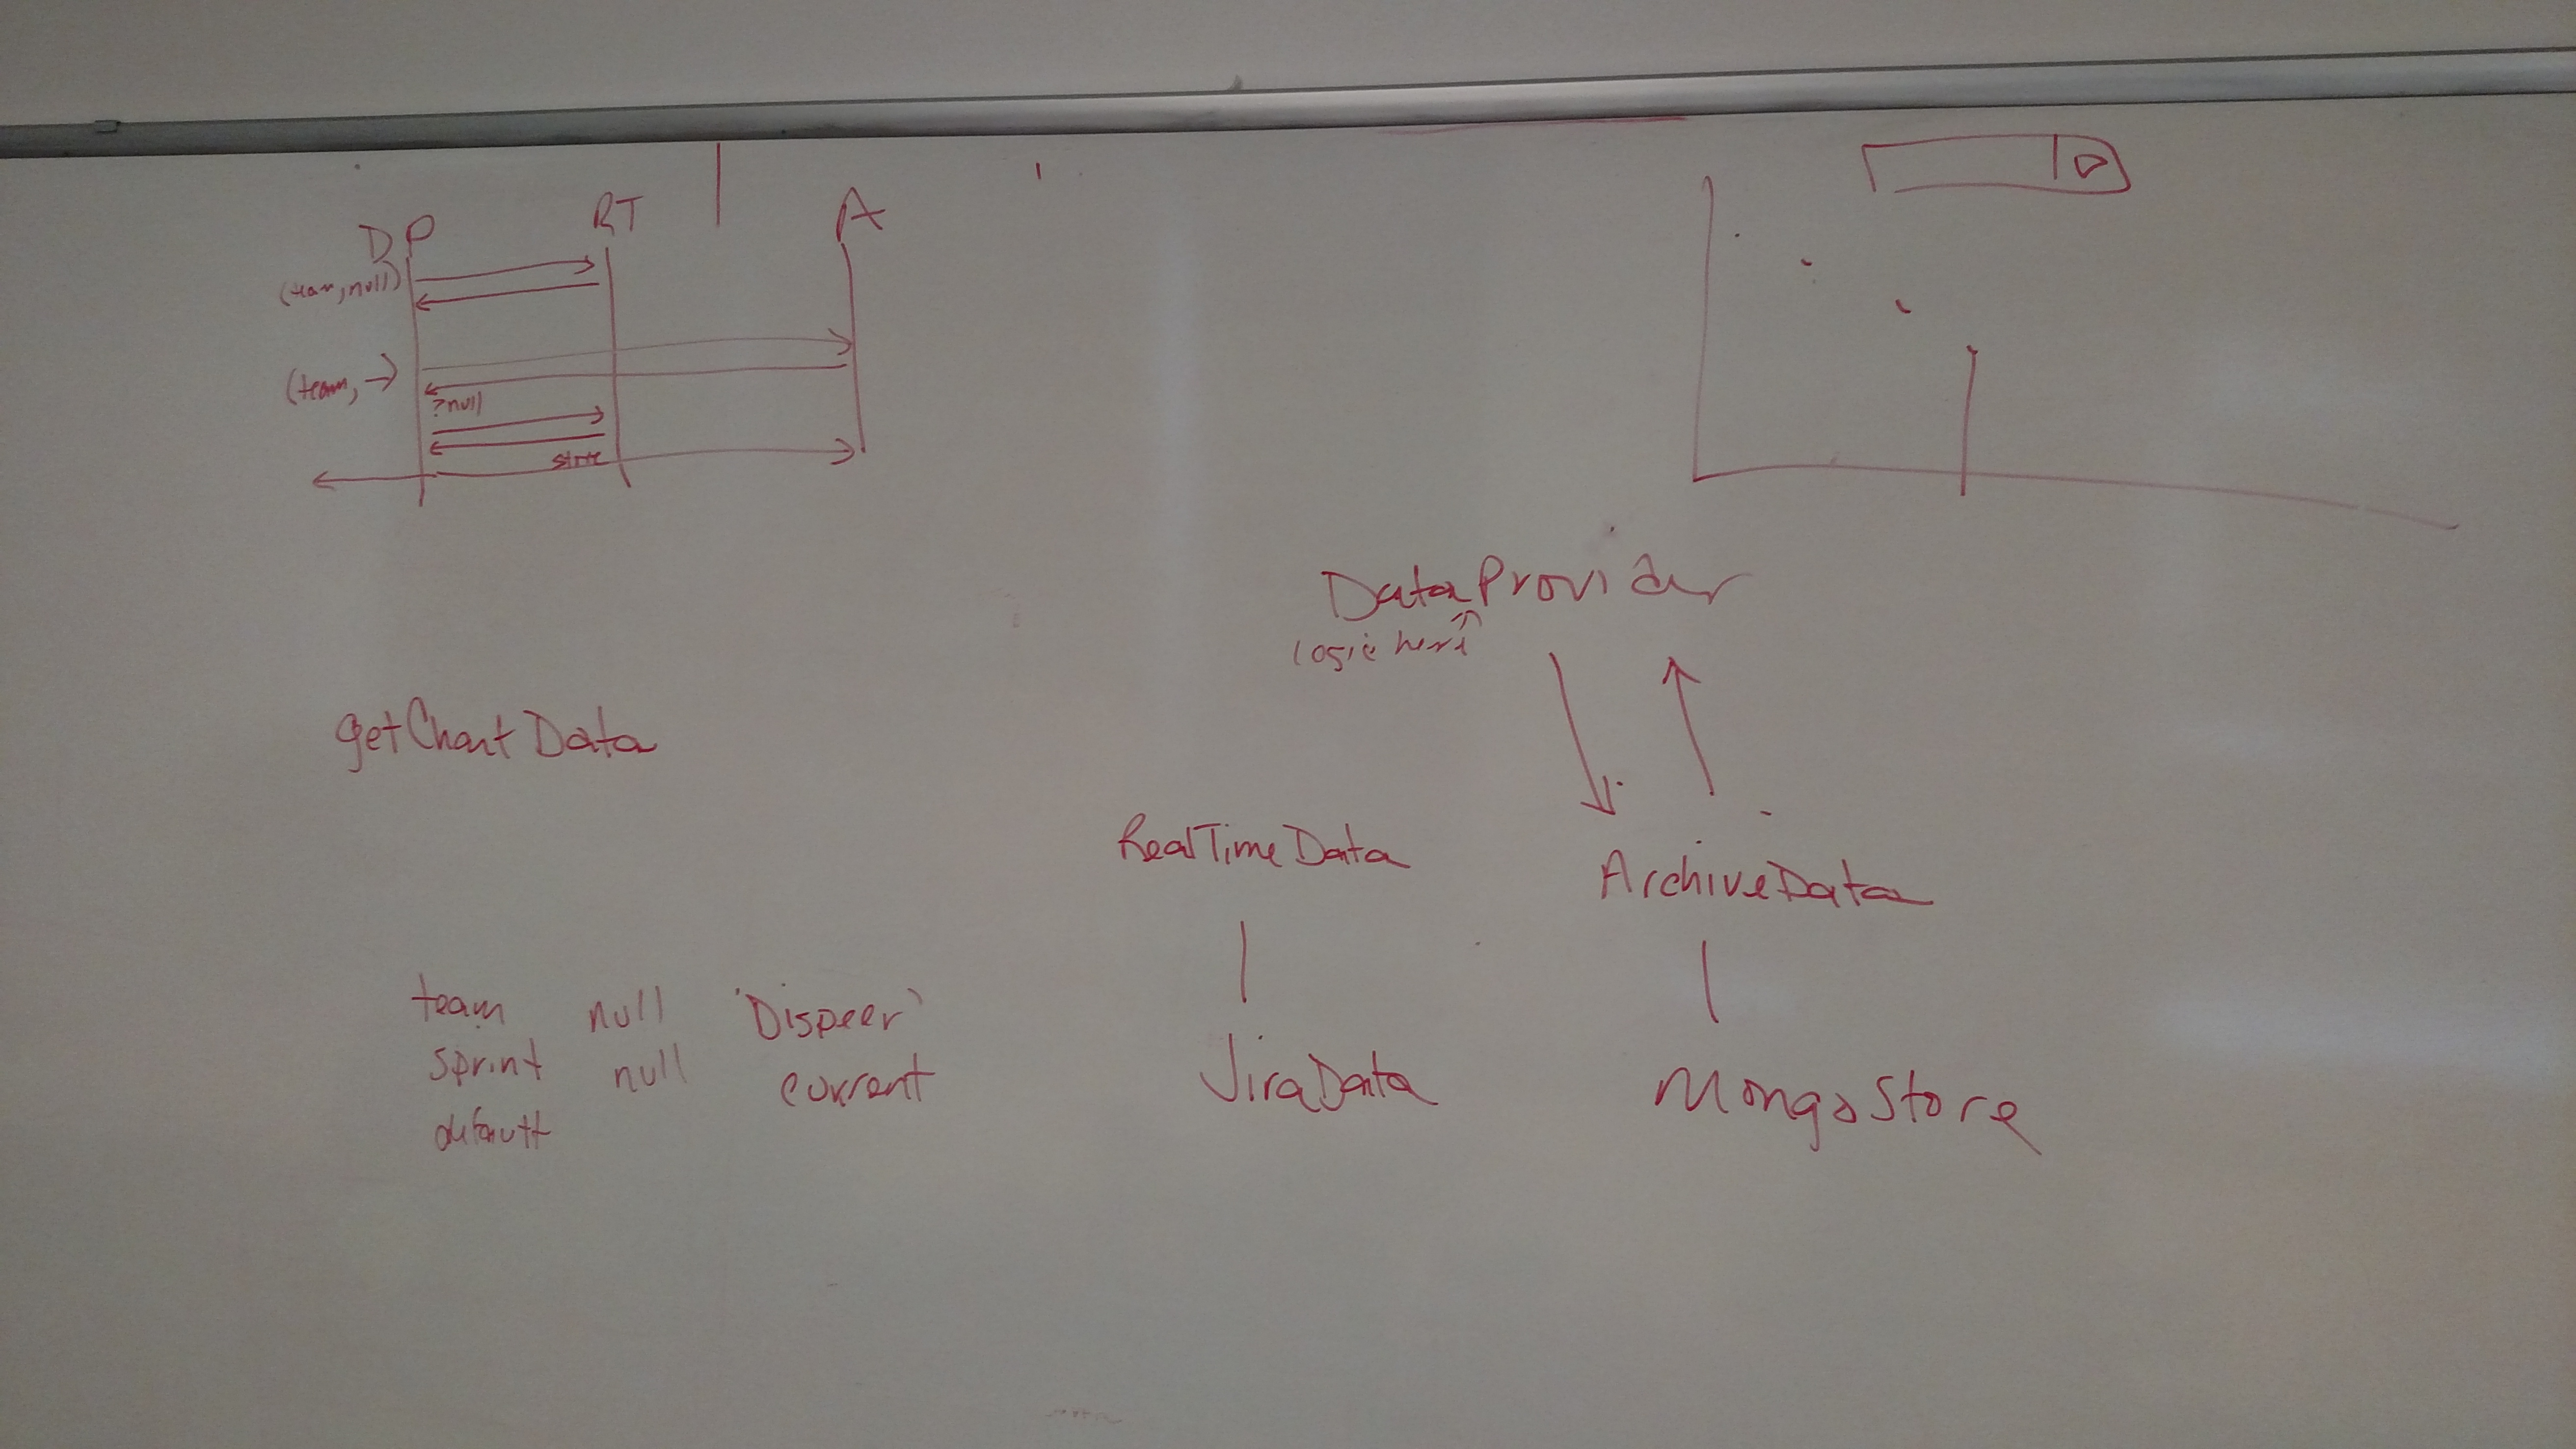 DP RT A
(team, null)
(team, →)
?null
store
DataProvider
logic here
getChartData
RealTimeData
ArchiveData
team null 'Dispeer'
sprint null current
default
JiraData
MongoStore